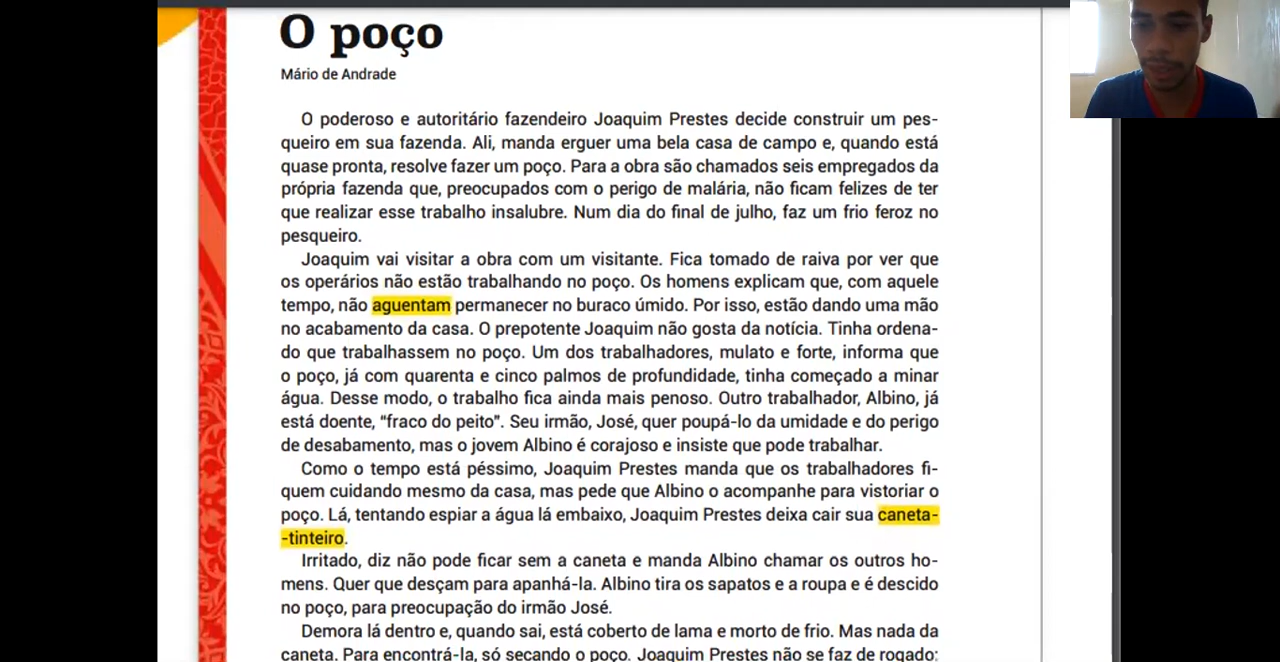 O poço
Mário de Andrade
O poderoso e autoritário fazendeiro Joaquim Prestes decide construir um pes-
queiro em sua fazenda. Ali, manda erguer uma bela casa de campo e, quando está
quase pronta, resolve fazer um poço. Para a obra são chamados seis empregados da
própria fazenda que, preocupados com o perigo de malária, não ficam felizes de ter
que realizar esse trabalho insalubre. Num dia do final de julho, faz um frio feroz no
pesqueiro.
Joaquim vai visitar a obra com um visitante. Fica tomado de raiva por ver que
os operários não estão trabalhando no poço. Os homens explicam que, com aquele
tempo, não aguentam permanecer no buraco úmido. Por isso, estão dando uma mão
no acabamento da casa. O prepotente Joaquim não gosta da notícia. Tinha ordena-
do que trabalhassem no poço. Um dos trabalhadores, mulato e forte, informa que
o poço, já com quarenta e cinco palmos de profundidade, tinha começado a minar
água. Desse modo, o trabalho fica ainda mais penoso. Outro trabalhador, Albino, já
está doente, "fraco do peito". Seu irmão, José, quer poupá-lo da umidade e do perigo
de desabamento, mas o jovem Albino é corajoso e insiste que pode trabalhar.
Como o tempo está péssimo, Joaquim Prestes manda que os trabalhadores fi-
quem cuidando mesmo da casa, mas pede que Albino o acompanhe para vistoriar o
poço. Lá, tentando espiar a água lá embaixo, Joaquim Prestes deixa cair sua caneta-
-tinteiro.
Irritado, diz não pode ficar sem a caneta e manda Albino chamar os outros ho-
mens. Quer que desçam para apanhá-la. Albino tira os sapatos e a roupa e é descido
no poço, para preocupação do irmão José.
Demora lá dentro e, quando sai, está coberto de lama e morto de frio. Mas nada da
caneta. Para encontrá-la, só secando o poço. Joaquim Prestes não se faz de rogado: